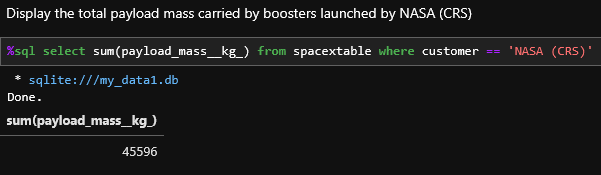 Display the total payload mass carried by boosters launched by NASA (CRS)
%sql select sum(payload_mass__kg_) from spacextable where customer == 'NASA (CRS)'
* sqlite:///my_data1.db
Done.
sum(payload_mass__kg_)
45596